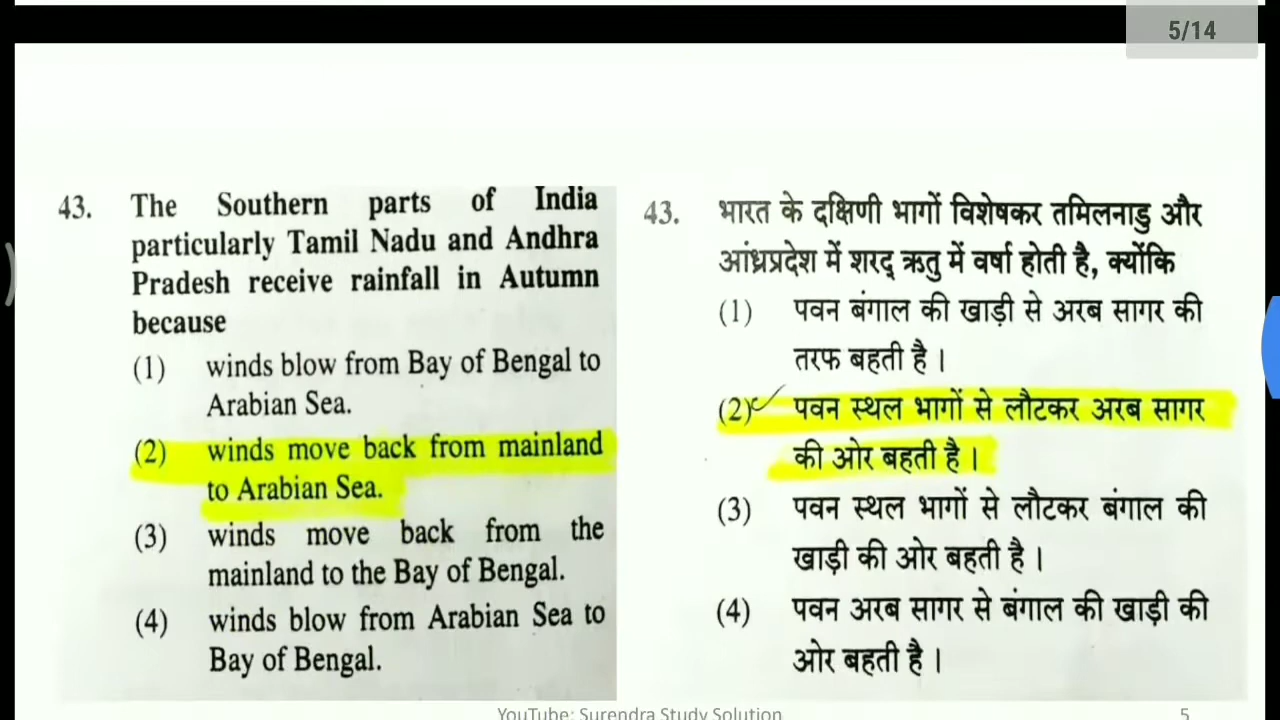 5/14
43. The Southern parts of India
particularly Tamil Nadu and Andhra
Pradesh receive rainfall in Autumn
because
(1) winds blow from Bay of Bengal to
Arabian Sea.
(2) winds move back from mainland
to Arabian Sea.
(3) winds move back from the
mainland to the Bay of Bengal.
(4) winds blow from Arabian Sea to
Bay of Bengal.
43. भारत के दक्षिणी भागों विशेषकर तमिलनाडु और
आंध्रप्रदेश में शरद् ऋतु में वर्षा होती है, क्योंकि
(1) पवन बंगाल की खाड़ी से अरब सागर की
तरफ बहती है ।
(2) पवन स्थल भागों से लौटकर अरब सागर
की ओर बहती है ।
(3) पवन स्थल भागों से लौटकर बंगाल की
खाड़ी की ओर बहती है ।
(4) पवन अरब सागर से बंगाल की खाड़ी की
ओर बहती है ।
YouTube: Surendra Study Solution
5